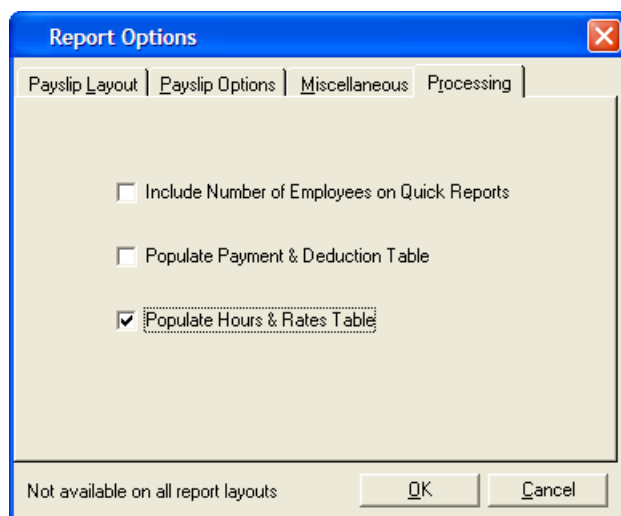 Report Options
Payslip Layout Payslip Options Miscellaneous Processing
Include Number of Employees on Quick Reports
Populate Payment & Deduction Table
Populate Hours & Rates Table
Not available on all report layouts OK Cancel